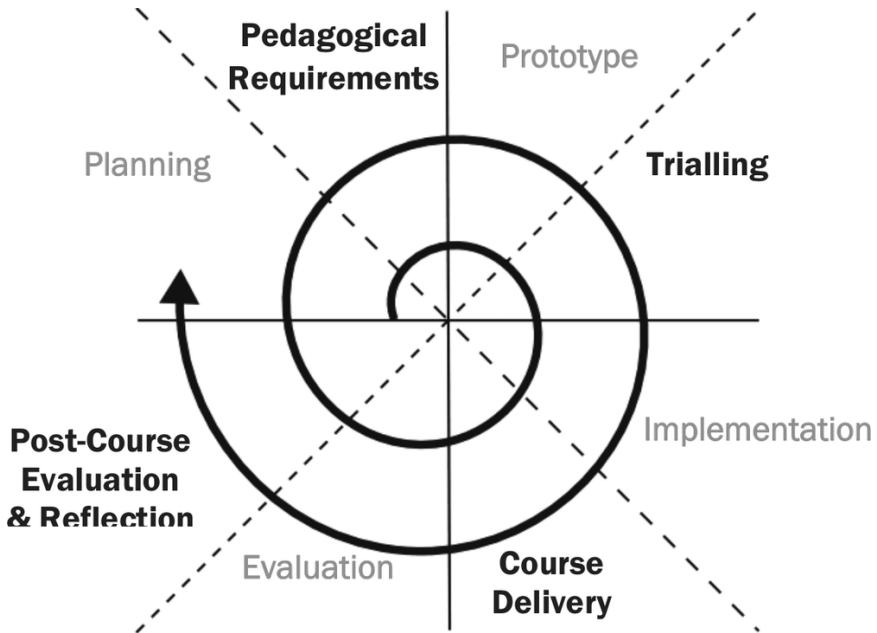 Pedagogical
Requirements
Prototype
Planning
Trialling
Implementation
Post-Course
Evaluation
& Reflection
Evaluation
Course
Delivery